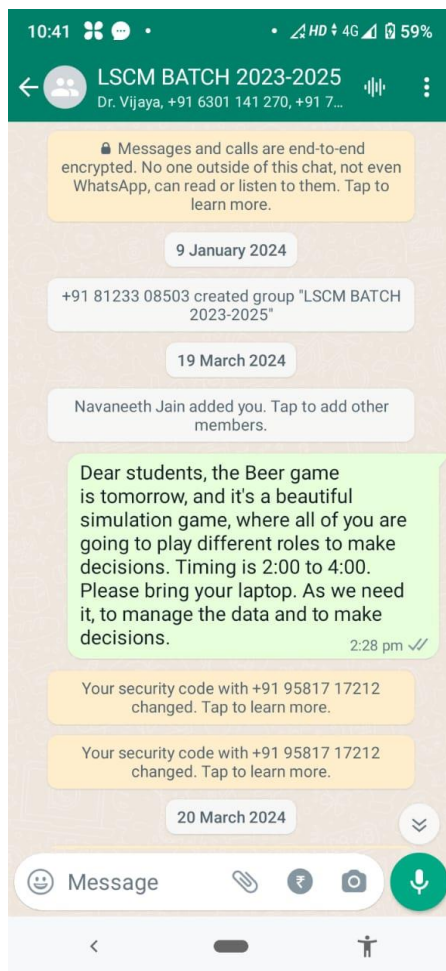 10:41
HD 4G 59%
LSCM BATCH 2023-2025
Dr. Vijaya, +91 6301 141 270, +91 7...
Messages and calls are end-to-end
encrypted. No one outside of this chat, not even
WhatsApp, can read or listen to them. Tap to
learn more.
9 January 2024
+91 81233 08503 created group "LSCM BATCH
2023-2025"
19 March 2024
Navaneeth Jain added you. Tap to add other
members.
Dear students, the Beer game
is tomorrow, and it's a beautiful
simulation game, where all of you are
going to play different roles to make
decisions. Timing is 2:00 to 4:00.
Please bring your laptop. As we need
it, to manage the data and to make
decisions.
2:28 pm
Your security code with +91 95817 17212
changed. Tap to learn more.
Your security code with +91 95817 17212
changed. Tap to learn more.
20 March 2024
Message
₹